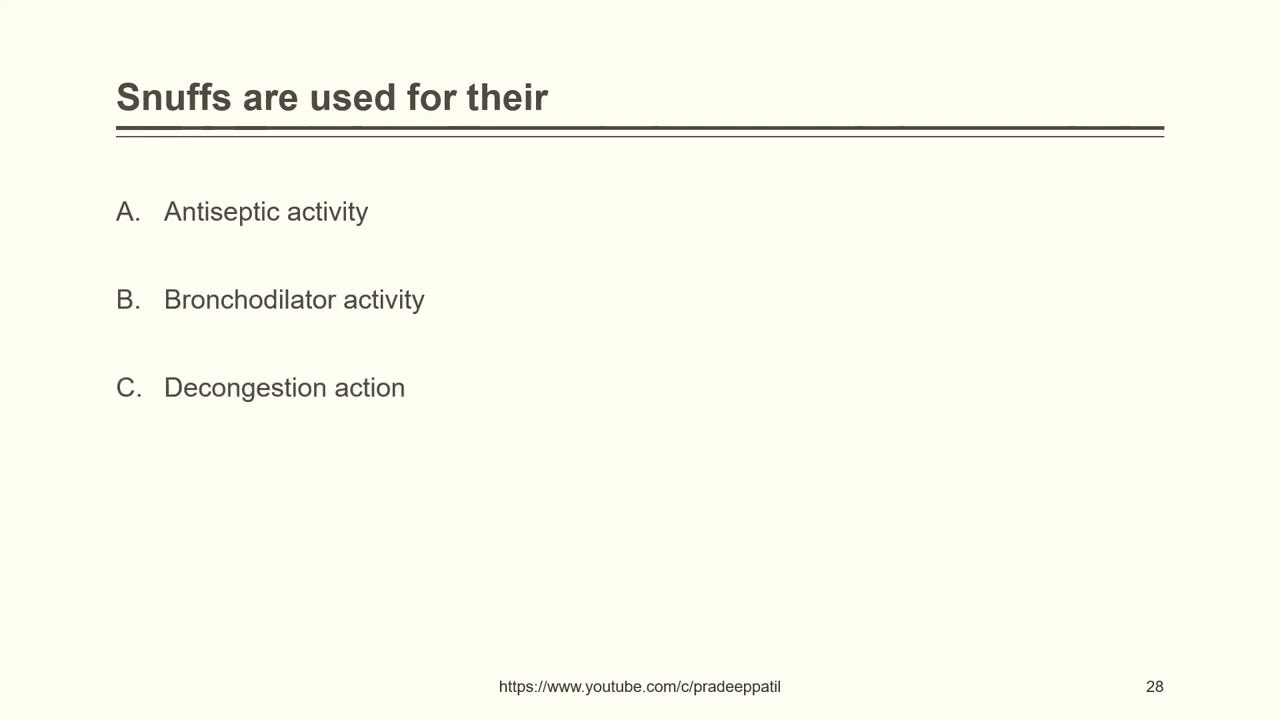 Snuffs are used for their
A. Antiseptic activity
B. Bronchodilator activity
C. Decongestion action
https://www.youtube.com/c/pradeeppatil
28